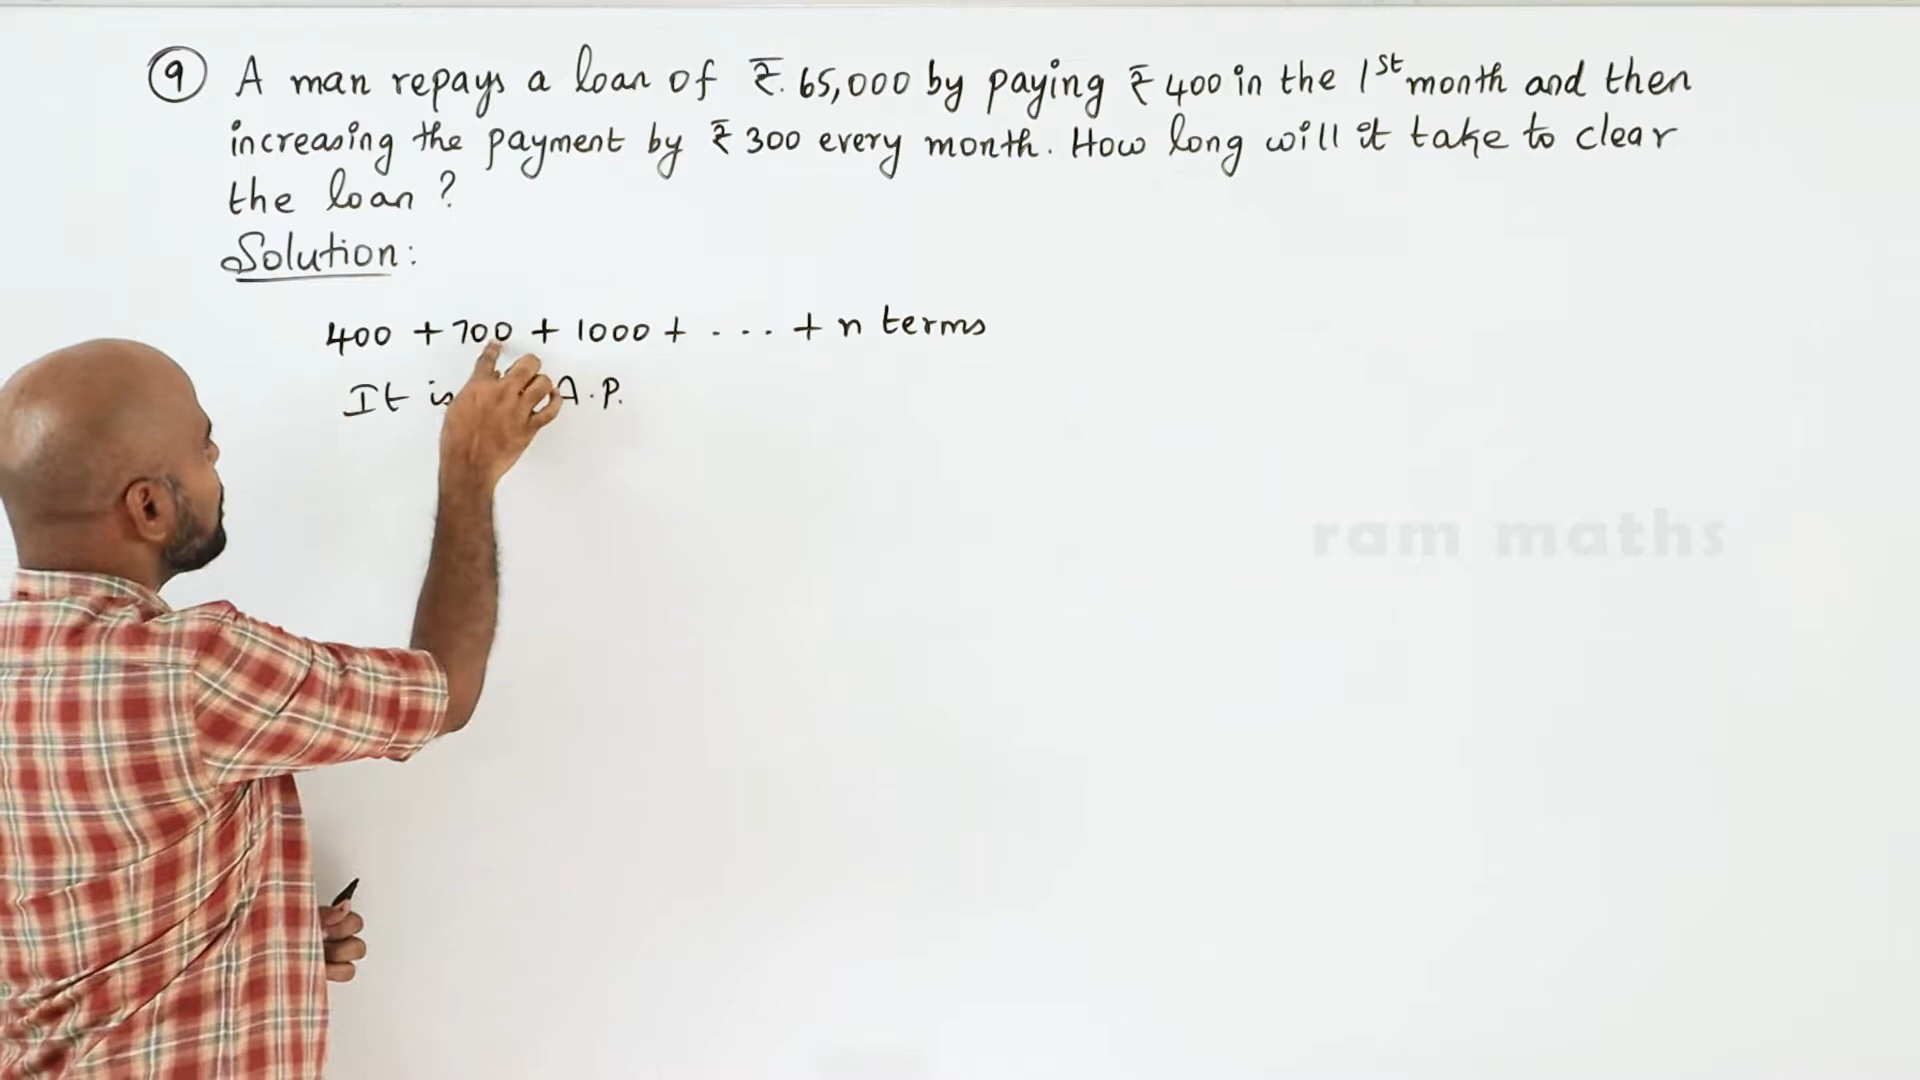 9 A man repays a loan of ₹. 65,000 by paying ₹ 400 in the 1st month and then
increasing the payment by ₹ 300 every month. How long will it take to clear
the loan ?
Solution:
400 + 700 + 1000 + . . . + n terms
It is A.P.
ram maths